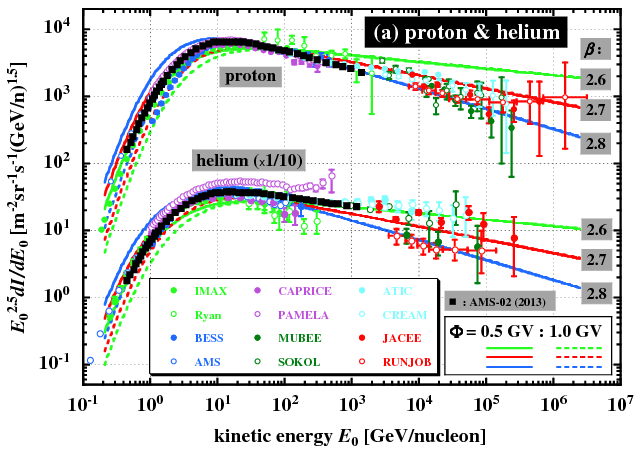 (a) proton & helium
β :
proton
2.6
2.7
2.8
helium (x1/10)
2.6
2.7
2.8
IMAX
CAPRICE
ATIC
Ryan
PAMELA
CREAM
BESS
MUBEE
JACEE
AMS
SOKOL
RUNJOB
: AMS-02 (2013)
Φ = 0.5 GV : 1.0 GV
10^4
10^3
10^2
10^1
10^0
10^-1
E_0^2.5 dI/dE_0 [m^-2sr^-1s^-1(GeV/n)^1.5]
10^-1 10^0 10^1 10^2 10^3 10^4 10^5 10^6 10^7
kinetic energy E_0 [GeV/nucleon]